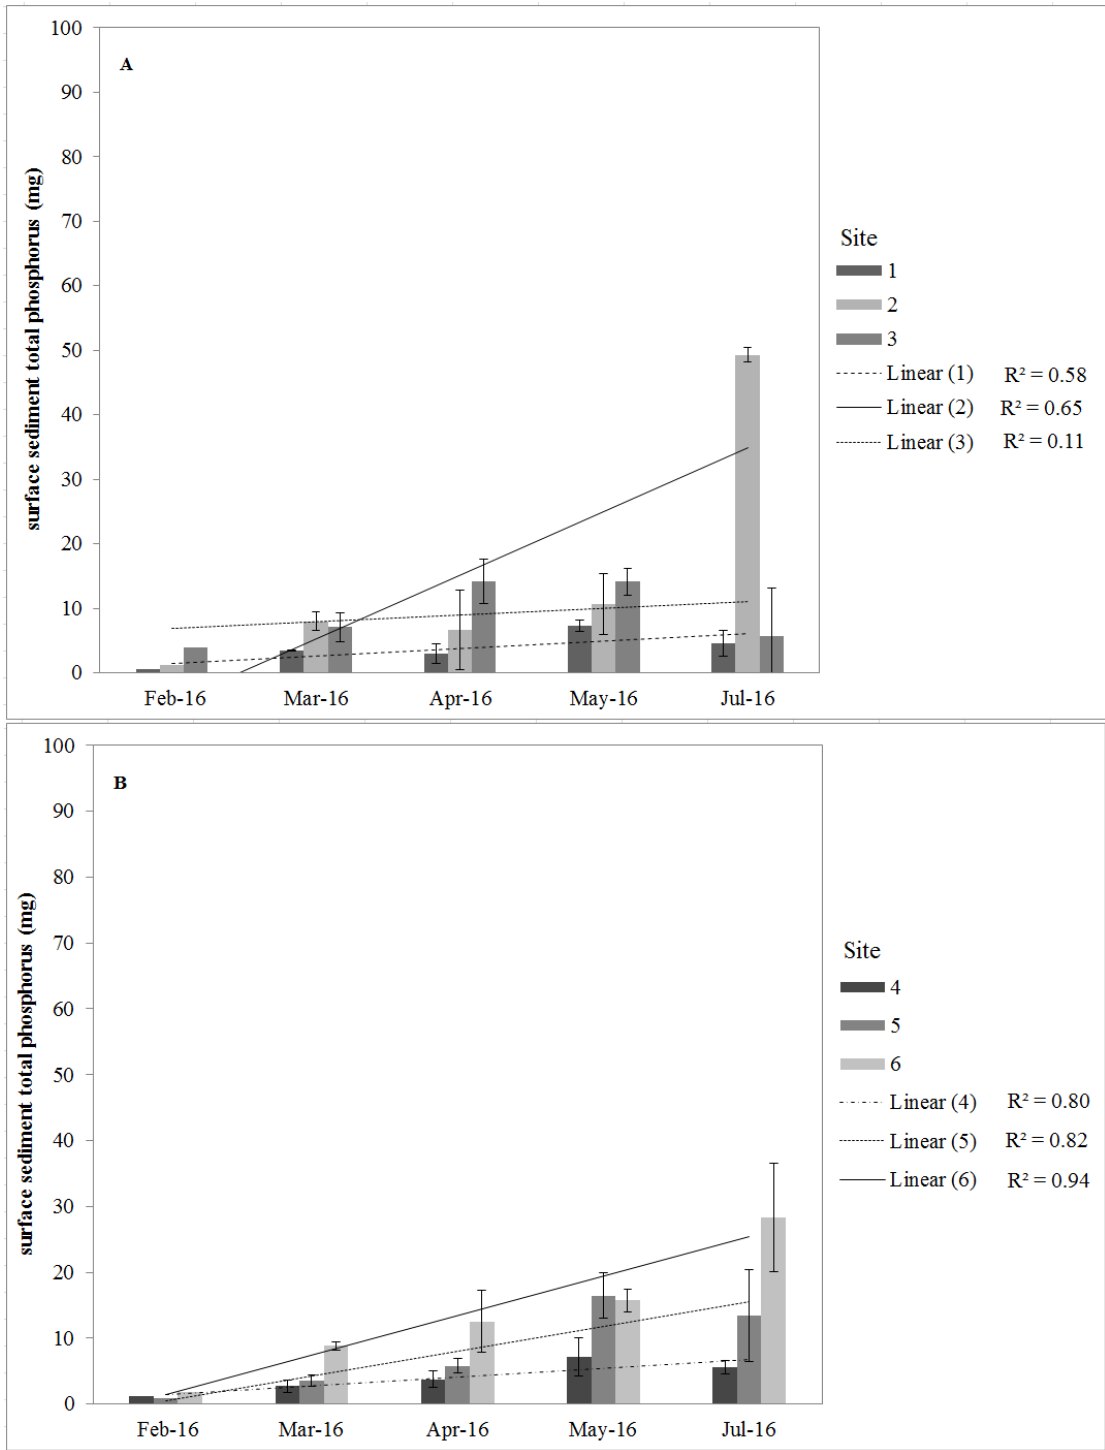 A
100
90
80
70
60
50
40
30
20
10
0
surface sediment total phosphorus (mg)
Feb-16 Mar-16 Apr-16 May-16 Jul-16
Site
1
2
3
Linear (1) R² = 0.58
Linear (2) R² = 0.65
Linear (3) R² = 0.11
B
100
90
80
70
60
50
40
30
20
10
0
surface sediment total phosphorus (mg)
Feb-16 Mar-16 Apr-16 May-16 Jul-16
Site
4
5
6
Linear (4) R² = 0.80
Linear (5) R² = 0.82
Linear (6) R² = 0.94